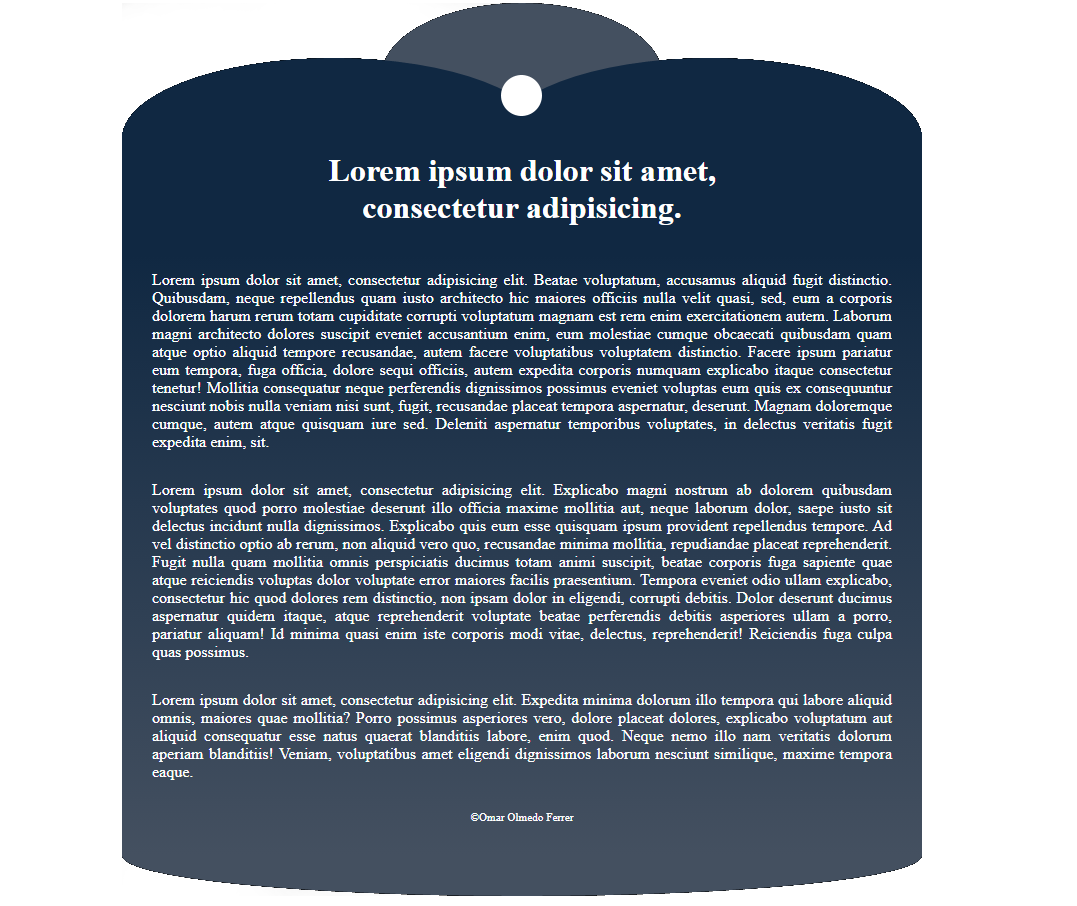 Lorem ipsum dolor sit amet,
consectetur adipisicing.
Lorem ipsum dolor sit amet, consectetur adipisicing elit. Beatae voluptatum, accusamus aliquid fugit distinctio.
Quibusdam, neque repellendus quam iusto architecto hic maiores officiis nulla velit quasi, sed, eum a corporis
dolorem harum rerum totam cupiditate corrupti voluptatum magnam est rem enim exercitationem autem. Laborum
magni architecto dolores suscipit eveniet accusantium enim, eum molestiae cumque obcaecati quibusdam quam
atque optio aliquid tempore recusandae, autem facere voluptatibus voluptatem distinctio. Facere ipsum pariatur
eum tempora, fuga officia, dolore sequi officiis, autem expedita corporis numquam explicabo itaque consectetur
tenetur! Mollitia consequatur neque perferendis dignissimos possimus eveniet voluptas eum quis ex consequuntur
nesciunt nobis nulla veniam nisi sunt, fugit, recusandae placeat tempora aspernatur, deserunt. Magnam doloremque
cumque, autem atque quisquam iure sed. Deleniti aspernatur temporibus voluptates, in delectus veritatis fugit
expedita enim, sit.
Lorem ipsum dolor sit amet, consectetur adipisicing elit. Explicabo magni nostrum ab dolorem quibusdam
voluptates quod porro molestiae deserunt illo officia maxime mollitia aut, neque laborum dolor, saepe iusto sit
delectus incidunt nulla dignissimos. Explicabo quis eum esse quisquam ipsum provident repellendus tempore. Ad
vel distinctio optio ab rerum, non aliquid vero quo, recusandae minima mollitia, repudiandae placeat reprehenderit.
Fugit nulla quam mollitia omnis perspiciatis ducimus totam animi suscipit, beatae corporis fuga sapiente quae
atque reiciendis voluptas dolor voluptate error maiores facilis praesentium. Tempora eveniet odio ullam explicabo,
consectetur hic quod dolores rem distinctio, non ipsam dolor in eligendi, corrupti debitis. Dolor deserunt ducimus
aspernatur quidem itaque, atque reprehenderit voluptate beatae perferendis debitis asperiores ullam a porro,
pariatur aliquam! Id minima quasi enim iste corporis modi vitae, delectus, reprehenderit! Reiciendis fuga culpa
quas possimus.
Lorem ipsum dolor sit amet, consectetur adipisicing elit. Expedita minima dolorum illo tempora qui labore aliquid
omnis, maiores quae mollitia? Porro possimus asperiores vero, dolore placeat dolores, explicabo voluptatum aut
aliquid consequatur esse natus quaerat blanditiis labore, enim quod. Neque nemo illo nam veritatis dolorum
aperiam blanditiis! Veniam, voluptatibus amet eligendi dignissimos laborum nesciunt similique, maxime tempora
eaque.
©Omar Olmedo Ferrer